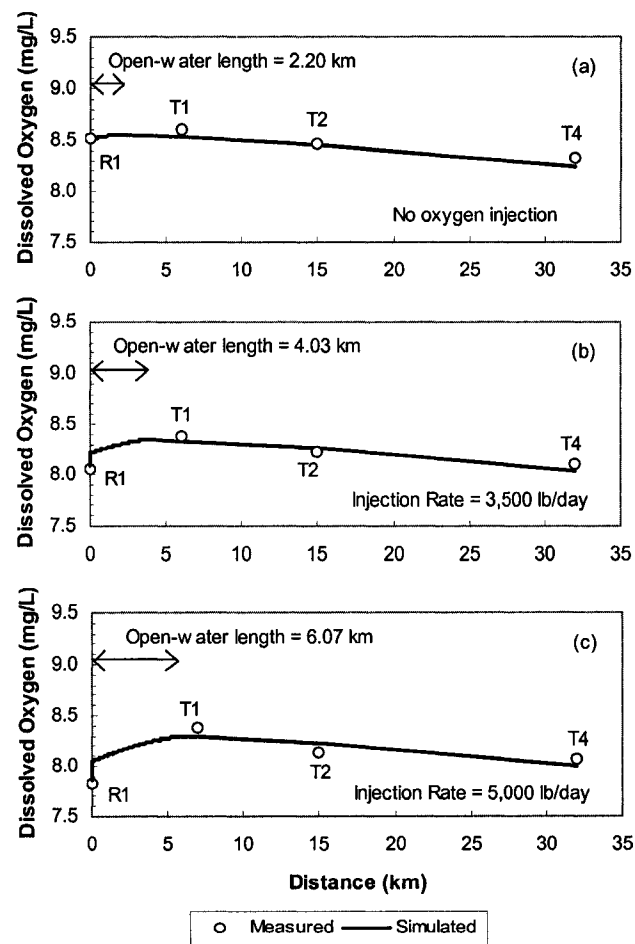 9.5
9.0
8.5
8.0
7.5
Dissolved Oxygen (mg/L)
Open-water length = 2.20 km
(a)
R1
T1
T2
T4
No oxygen injection
0 5 10 15 20 25 30 35
9.5
9.0
8.5
8.0
7.5
Dissolved Oxygen (mg/L)
Open-water length = 4.03 km
(b)
R1
T1
T2
T4
Injection Rate = 3,500 lb/day
0 5 10 15 20 25 30 35
9.5
9.0
8.5
8.0
7.5
Dissolved Oxygen (mg/L)
Open-water length = 6.07 km
(c)
R1
T1
T2
T4
Injection Rate = 5,000 lb/day
0 5 10 15 20 25 30 35
Distance (km)
Measured Simulated